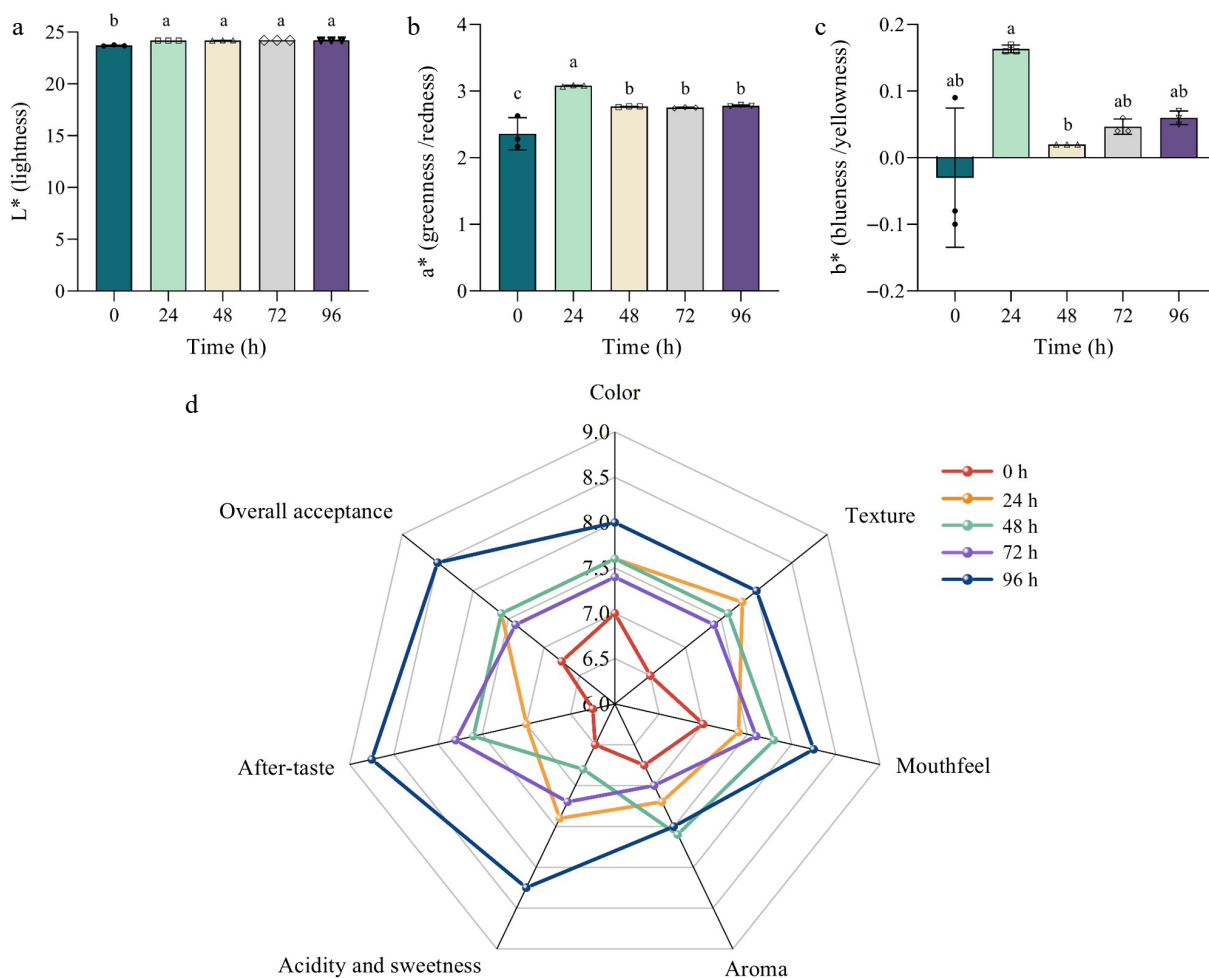 a
L* (lightness)
25
20
15
10
5
0
b
a
a
a
a
0
24
48
72
96
Time (h)
b
a* (greenness /redness)
4
3
2
1
0
c
a
b
b
b
0
24
48
72
96
Time (h)
c
b* (blueness /yellowness)
0.2
0.1
0.0
−0.1
−0.2
ab
a
b
ab
ab
0
24
48
72
96
Time (h)
d
Color
Texture
Mouthfeel
Aroma
Acidity and sweetness
After-taste
Overall acceptance
9.0
8.5
8.0
7.5
7.0
6.5
6.0
0 h
24 h
48 h
72 h
96 h